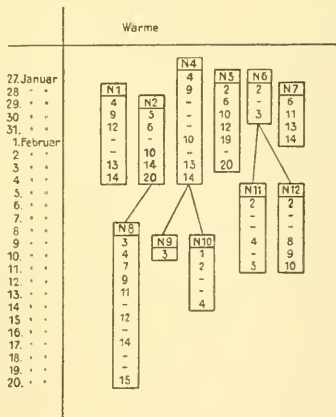 Wärme
27. Januar
28 " "
29. " "
30 " "
31. " "
1. Februar
2 " "
3 " "
4 " "
5. " "
6. " "
7. " "
8 " "
9 " "
10. " "
11. " "
12. " "
13. " "
14 " "
15 " "
16. " "
17. " "
18. " "
19. " "
20. " "
N1
4
9
12
-
-
13
14
N2
5
6
-
10
14
20
N4
4
9
-
-
-
10
-
13
14
N3
2
6
10
12
19
-
20
N6
2
-
3
N7
6
11
13
14
N8
3
4
7
9
11
-
12
-
14
-
-
15
N9
3
N10
1
2
-
-
4
N11
2
-
-
4
-
5
N12
2
-
-
8
9
10